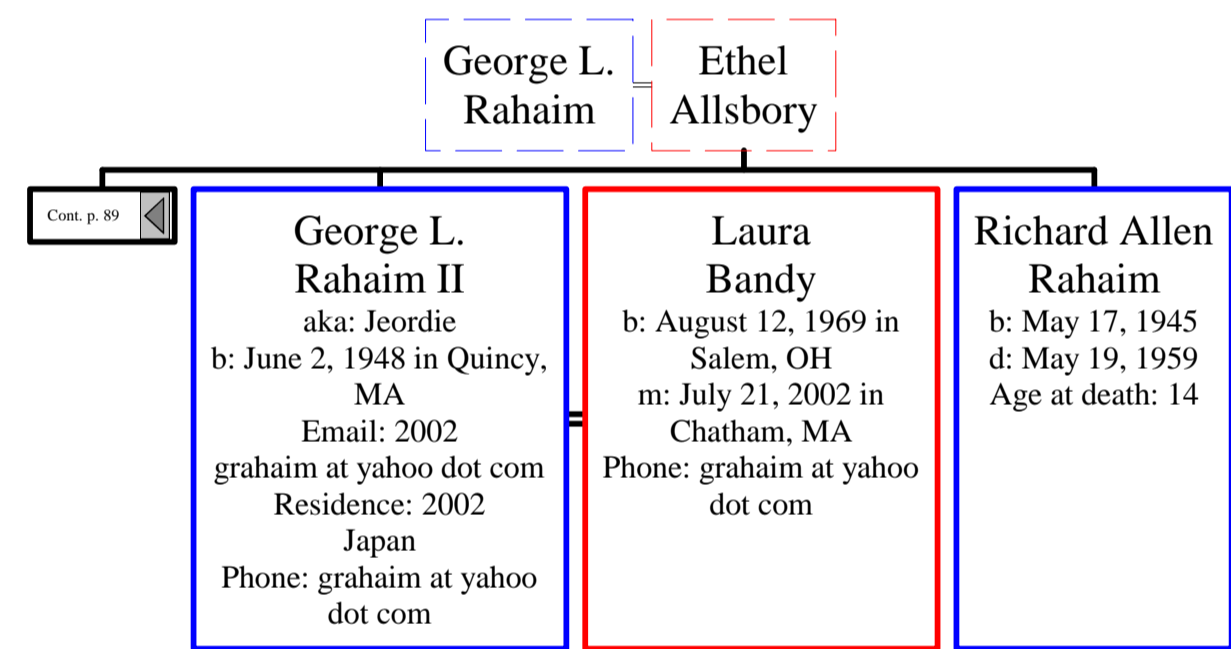 George L.
Rahaim
Ethel
Allsbory
Cont. p. 89
George L.
Rahaim II
aka: Jeordie
b: June 2, 1948 in Quincy,
MA
Email: 2002
grahaim at yahoo dot com
Residence: 2002
Japan
Phone: grahaim at yahoo
dot com
Laura
Bandy
b: August 12, 1969 in
Salem, OH
m: July 21, 2002 in
Chatham, MA
Phone: grahaim at yahoo
dot com
Richard Allen
Rahaim
b: May 17, 1945
d: May 19, 1959
Age at death: 14